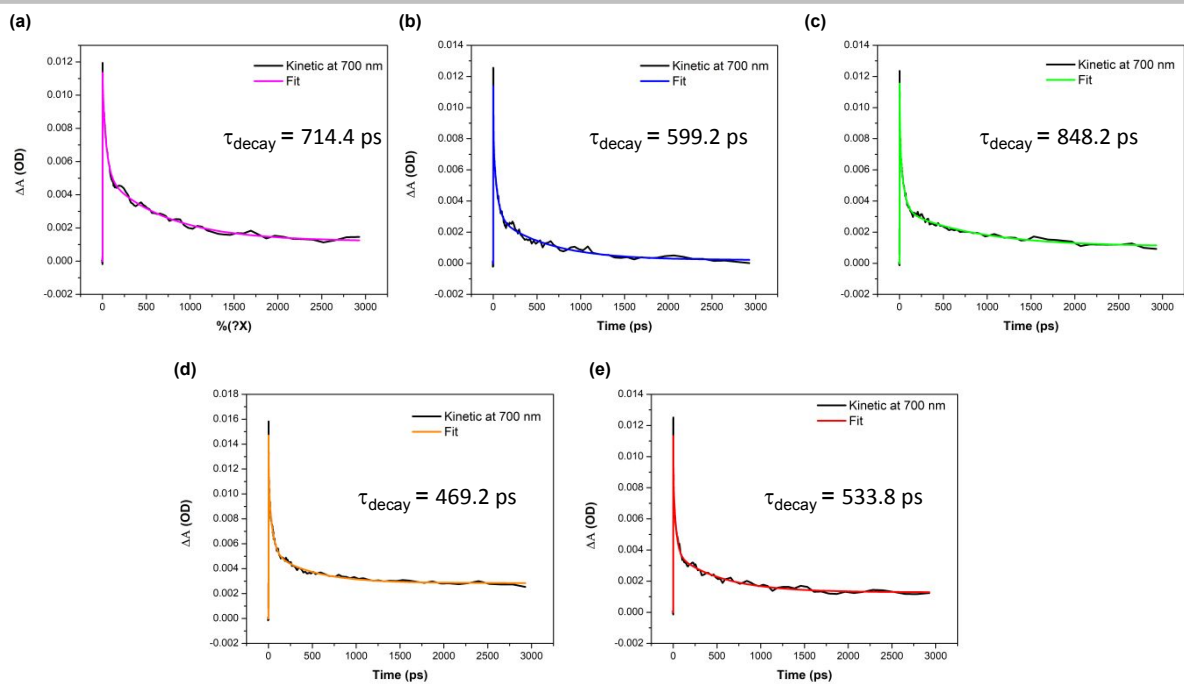 (a)
0.012
0.010
0.008
0.006
0.004
0.002
0.000
-0.002
ΔA (OD)
Kinetic at 700 nm
Fit
τdecay = 714.4 ps
0 500 1000 1500 2000 2500 3000
%(?X)
(b)
0.014
0.012
0.010
0.008
0.006
0.004
0.002
0.000
-0.002
ΔA (OD)
Kinetic at 700 nm
Fit
τdecay = 599.2 ps
0 500 1000 1500 2000 2500 3000
Time (ps)
(c)
0.014
0.012
0.010
0.008
0.006
0.004
0.002
0.000
-0.002
ΔA (OD)
Kinetic at 700 nm
Fit
τdecay = 848.2 ps
0 500 1000 1500 2000 2500 3000
Time (ps)
(d)
0.018
0.016
0.014
0.012
0.010
0.008
0.006
0.004
0.002
0.000
-0.002
ΔA (OD)
Kinetic at 700 nm
Fit
τdecay = 469.2 ps
0 500 1000 1500 2000 2500 3000
Time (ps)
(e)
0.014
0.012
0.010
0.008
0.006
0.004
0.002
0.000
-0.002
ΔA (OD)
Kinetic at 700 nm
Fit
τdecay = 533.8 ps
0 500 1000 1500 2000 2500 3000
Time (ps)